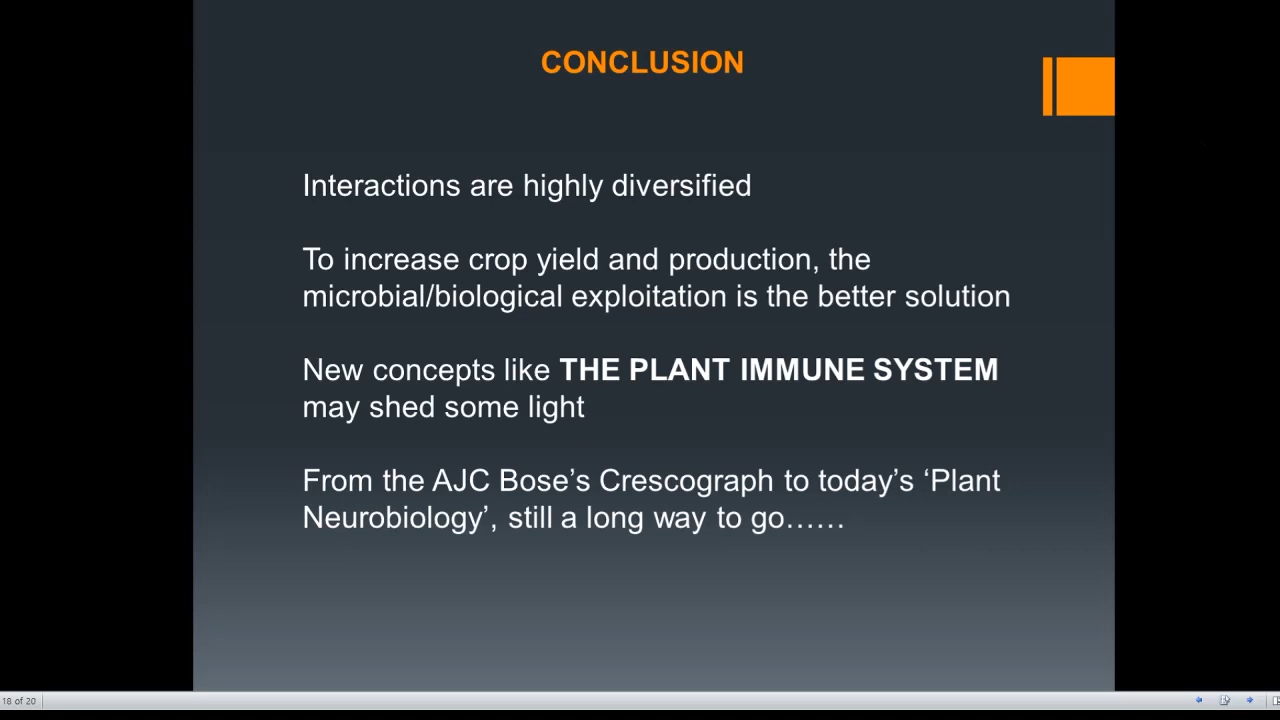 CONCLUSION
Interactions are highly diversified
To increase crop yield and production, the
microbial/biological exploitation is the better solution
New concepts like THE PLANT IMMUNE SYSTEM
may shed some light
From the AJC Bose’s Crescograph to today’s ‘Plant
Neurobiology’, still a long way to go……
18 of 20